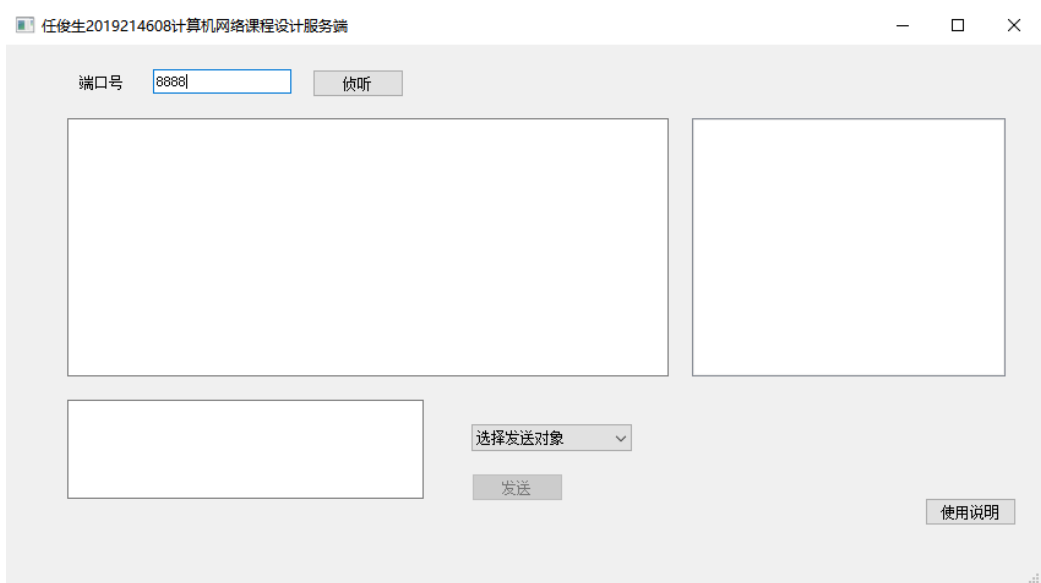 任俊生2019214608计算机网络课程设计服务端
端口号 8888 侦听
选择发送对象
发送
使用说明